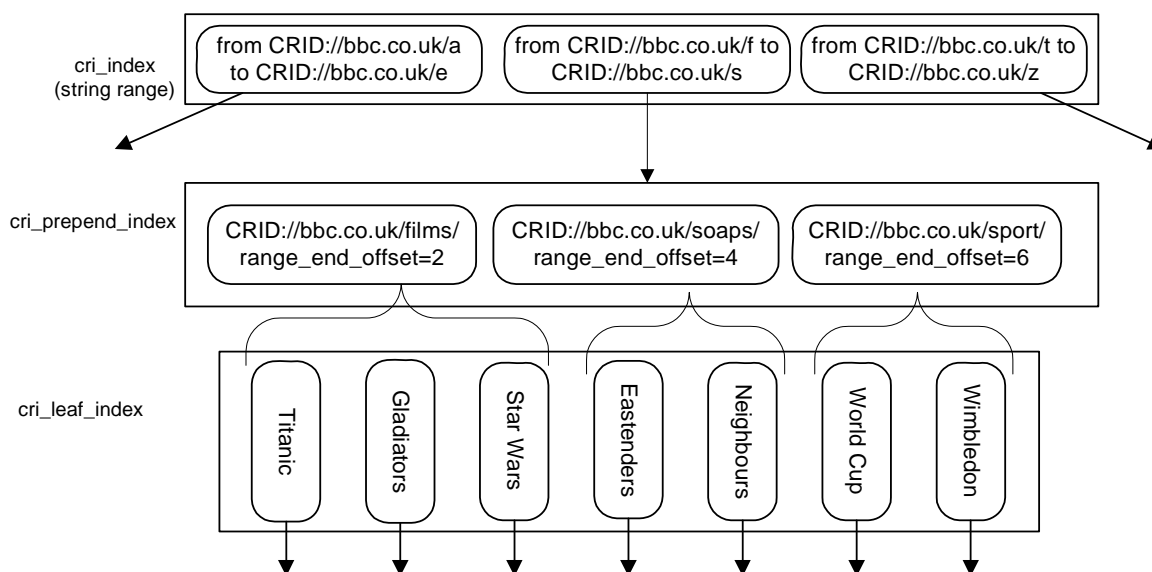 cri_index
(string range)
from CRID://bbc.co.uk/a
to CRID://bbc.co.uk/e
from CRID://bbc.co.uk/f to
CRID://bbc.co.uk/s
from CRID://bbc.co.uk/t to
CRID://bbc.co.uk/z
cri_prepend_index
CRID://bbc.co.uk/films/
range_end_offset=2
CRID://bbc.co.uk/soaps/
range_end_offset=4
CRID://bbc.co.uk/sport/
range_end_offset=6
cri_leaf_index
Titanic
Gladiators
Star Wars
Eastenders
Neighbours
World Cup
Wimbledon